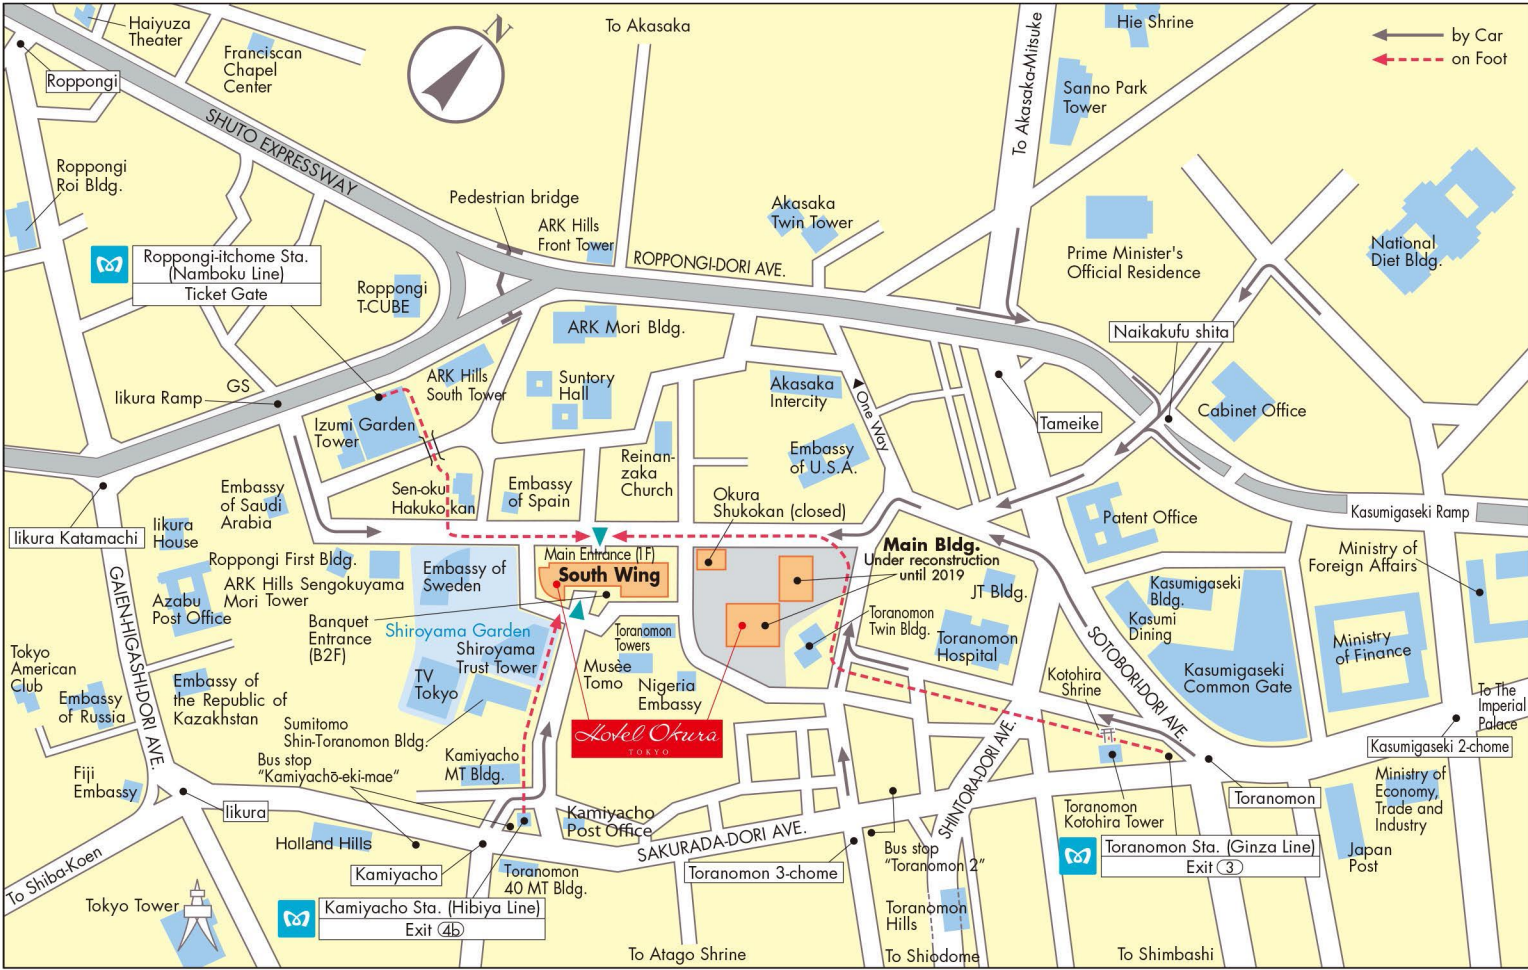 Haiyuza
Theater
Franciscan
Chapel
Center
N
To Akasaka
To Akasaka-Mitsuke
Hie Shrine
by Car
on Foot
Roppongi
Sanno Park
Tower
SHUTO EXPRESSWAY
Roppongi
Roi Bldg.
Pedestrian bridge
ARK Hills
Front Tower
Akasaka
Twin Tower
ROPPONGI-DORI AVE.
Prime Minister's
Official Residence
National
Diet Bldg.
Roppongi-itchome Sta.
(Namboku Line)
Ticket Gate
Roppongi
T-CUBE
ARK Mori Bldg.
Naikakufu shita
GS
Iikura Ramp
ARK Hills
South Tower
Suntory
Hall
Akasaka
Intercity
One Way
Tameike
Cabinet Office
Izumi Garden
Tower
Embassy
of U.S.A.
Reinan-
zaka
Church
Embassy
of Saudi
Arabia
Sen-oku
Hakuko kan
Embassy
of Spain
Okura
Shukokan (closed)
Patent Office
Kasumigaseki Ramp
Iikura Katamachi
Iikura
House
Main Bldg.
Under reconstruction
until 2019
Main Entrance (1F)
South Wing
Ministry of
Foreign Affairs
Roppongi First Bldg.
ARK Hills Sengokuyama
Mori Tower
Embassy of
Sweden
JT Bldg.
Kasumigaseki
Bldg.
Kasumi
Dining
Azabu
Post Office
Banquet
Entrance
(B2F)
Shiroyama Garden
Shiroyama
Trust Tower
Toranomon
Towers
Toranomon
Twin Bldg.
Toranomon
Hospital
Ministry
of Finance
GAIEN-HIGASHI-DORI AVE.
SOTOBORI-DORI AVE.
Tokyo
American
Club
Embassy
of Russia
Embassy of
the Republic of
Kazakhstan
TV
Tokyo
Musèe
Tomo
Nigeria
Embassy
Kotohira
Shrine
Kasumigaseki
Common Gate
To The
Imperial
Palace
Sumitomo
Shin-Toranomon Bldg.
Hotel Okura
TOKYO
Kasumigaseki 2-chome
Bus stop
"Kamiyachō-eki-mae"
Kamiyacho
MT Bldg.
SHINTORA-DORI AVE.
Fiji
Embassy
Iikura
Kamiyacho
Post Office
Toranomon
Kotohira Tower
Toranomon
Ministry of
Economy,
Trade and
Industry
Holland Hills
SAKURADA-DORI AVE.
Bus stop
"Toranomon 2"
Toranomon Sta. (Ginza Line)
Exit 3
Japan
Post
To Shiba-Koen
Kamiyacho
Toranomon
40 MT Bldg.
Toranomon 3-chome
Tokyo Tower
Kamiyacho Sta. (Hibiya Line)
Exit 4b
Toranomon
Hills
To Atago Shrine
To Shiodome
To Shimbashi